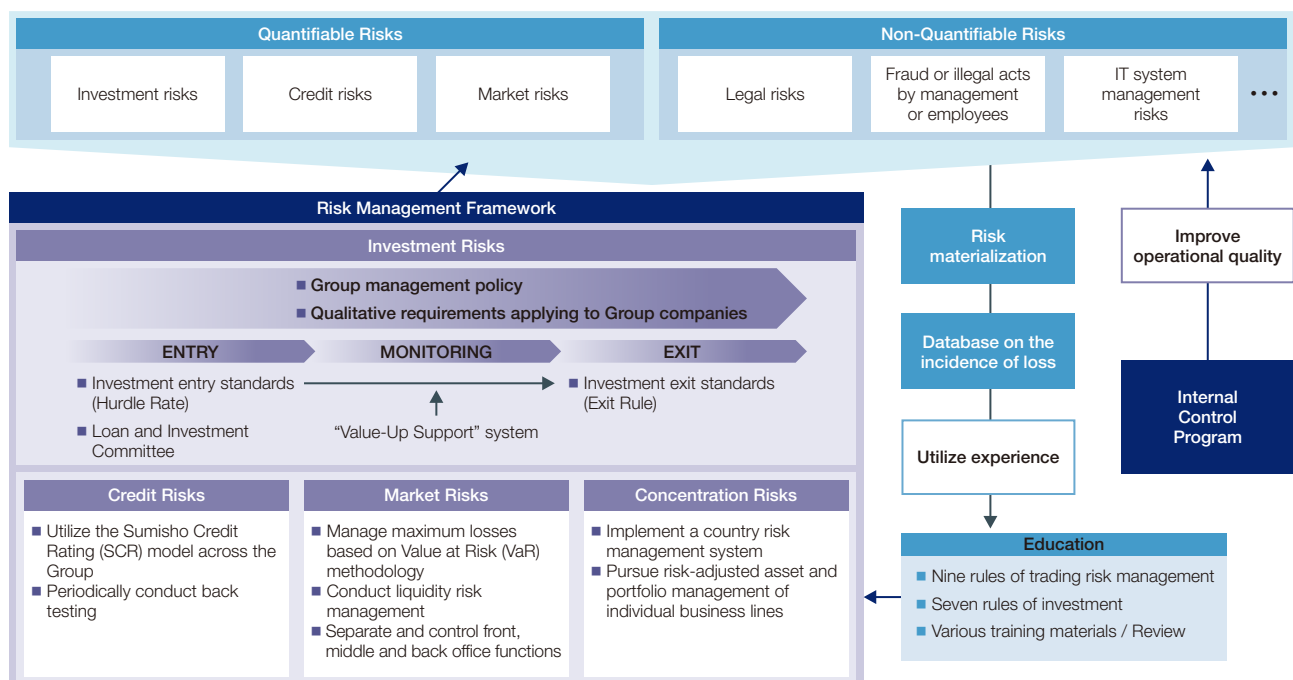 Quantifiable Risks
Investment risks
Credit risks
Market risks
Non-Quantifiable Risks
Legal risks
Fraud or illegal acts
by management
or employees
IT system
management
risks
•••
Risk Management Framework
Investment Risks
■ Group management policy
■ Qualitative requirements applying to Group companies
ENTRY
MONITORING
EXIT
■ Investment entry standards
(Hurdle Rate)
■ Loan and Investment
Committee
“Value-Up Support” system
■ Investment exit standards
(Exit Rule)
Credit Risks
■ Utilize the Sumisho Credit
Rating (SCR) model across the
Group
■ Periodically conduct back
testing
Market Risks
■ Manage maximum losses
based on Value at Risk (VaR)
methodology
■ Conduct liquidity risk
management
■ Separate and control front,
middle and back office functions
Concentration Risks
■ Implement a country risk
management system
■ Pursue risk-adjusted asset and
portfolio management of
individual business lines
Risk
materialization
Database on the
incidence of loss
Utilize experience
Education
■ Nine rules of trading risk management
■ Seven rules of investment
■ Various training materials / Review
Improve
operational quality
Internal
Control
Program